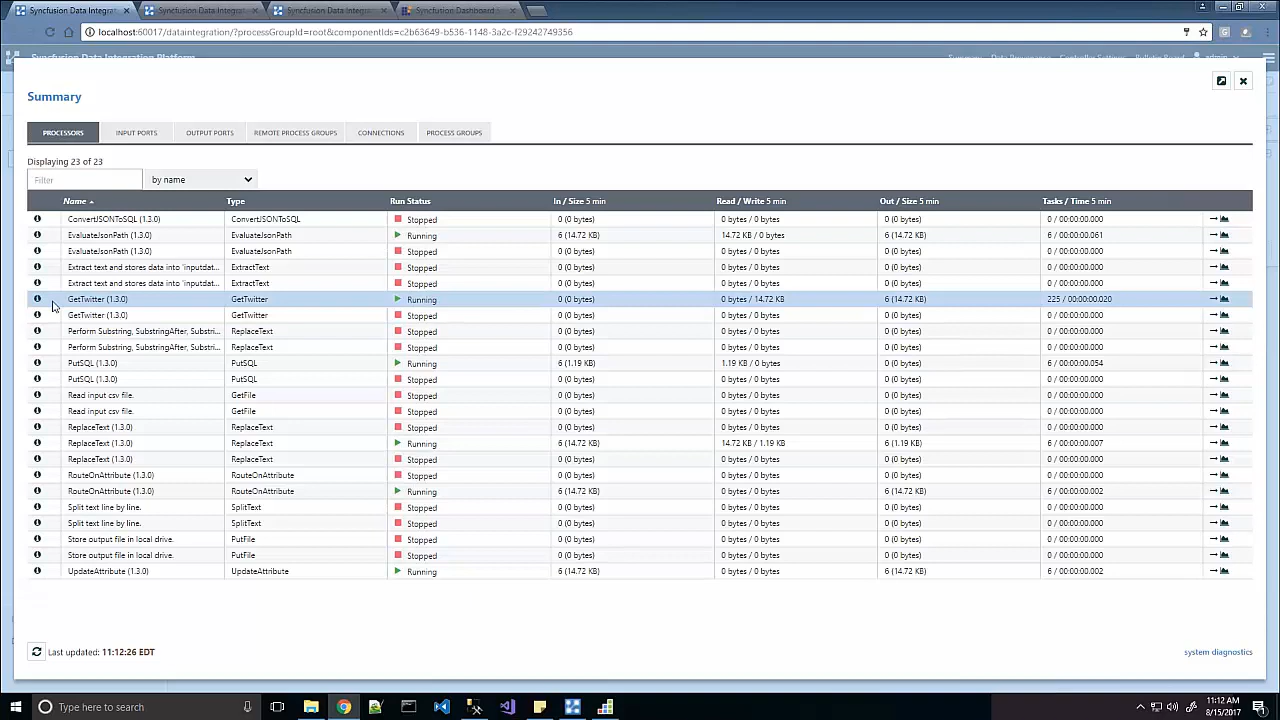 Syncfusion Data Integrat
Syncfusion Data Integrat
Syncfusion Data Integrat
Syncfusion Dashboard
localhost:60017/dataintegration/?processGroupId=root&componentIds=c2b63649-b536-1148-3a2c-f29242749356
Syncfusion Data Integration Platform
Summary Data Provenance Controller Settings Bulletin Board admin
Summary
PROCESSORS INPUT PORTS OUTPUT PORTS REMOTE PROCESS GROUPS CONNECTIONS PROCESS GROUPS
Displaying 23 of 23
Filter by name
Name Type Run Status In / Size 5 min Read / Write 5 min Out / Size 5 min Tasks / Time 5 min
ConvertJSONToSQL (1.3.0) ConvertJSONToSQL Stopped 0 (0 bytes) 0 bytes / 0 bytes 0 (0 bytes) 0 / 00:00:00.000
EvaluateJsonPath (1.3.0) EvaluateJsonPath Running 6 (14.72 KB) 14.72 KB / 0 bytes 6 (14.72 KB) 6 / 00:00:00.061
EvaluateJsonPath (1.3.0) EvaluateJsonPath Stopped 0 (0 bytes) 0 bytes / 0 bytes 0 (0 bytes) 0 / 00:00:00.000
Extract text and stores data into 'inputdat... ExtractText Stopped 0 (0 bytes) 0 bytes / 0 bytes 0 (0 bytes) 0 / 00:00:00.000
Extract text and stores data into 'inputdat... ExtractText Stopped 0 (0 bytes) 0 bytes / 0 bytes 0 (0 bytes) 0 / 00:00:00.000
GetTwitter (1.3.0) GetTwitter Running 0 (0 bytes) 0 bytes / 14.72 KB 6 (14.72 KB) 225 / 00:00:00.020
GetTwitter (1.3.0) GetTwitter Stopped 0 (0 bytes) 0 bytes / 0 bytes 0 (0 bytes) 0 / 00:00:00.000
Perform Substring, SubstringAfter, Substri... ReplaceText Stopped 0 (0 bytes) 0 bytes / 0 bytes 0 (0 bytes) 0 / 00:00:00.000
Perform Substring, SubstringAfter, Substri... ReplaceText Stopped 0 (0 bytes) 0 bytes / 0 bytes 0 (0 bytes) 0 / 00:00:00.000
PutSQL (1.3.0) PutSQL Running 6 (1.19 KB) 1.19 KB / 0 bytes 0 (0 bytes) 6 / 00:00:00.054
PutSQL (1.3.0) PutSQL Stopped 0 (0 bytes) 0 bytes / 0 bytes 0 (0 bytes) 0 / 00:00:00.000
Read input csv file. GetFile Stopped 0 (0 bytes) 0 bytes / 0 bytes 0 (0 bytes) 0 / 00:00:00.000
Read input csv file. GetFile Stopped 0 (0 bytes) 0 bytes / 0 bytes 0 (0 bytes) 0 / 00:00:00.000
ReplaceText (1.3.0) ReplaceText Stopped 0 (0 bytes) 0 bytes / 0 bytes 0 (0 bytes) 0 / 00:00:00.000
ReplaceText (1.3.0) ReplaceText Running 6 (14.72 KB) 14.72 KB / 1.19 KB 6 (1.19 KB) 6 / 00:00:00.007
ReplaceText (1.3.0) ReplaceText Stopped 0 (0 bytes) 0 bytes / 0 bytes 0 (0 bytes) 0 / 00:00:00.000
RouteOnAttribute (1.3.0) RouteOnAttribute Stopped 0 (0 bytes) 0 bytes / 0 bytes 0 (0 bytes) 0 / 00:00:00.000
RouteOnAttribute (1.3.0) RouteOnAttribute Running 6 (14.72 KB) 0 bytes / 0 bytes 6 (14.72 KB) 6 / 00:00:00.002
Split text line by line. SplitText Stopped 0 (0 bytes) 0 bytes / 0 bytes 0 (0 bytes) 0 / 00:00:00.000
Split text line by line. SplitText Stopped 0 (0 bytes) 0 bytes / 0 bytes 0 (0 bytes) 0 / 00:00:00.000
Store output file in local drive. PutFile Stopped 0 (0 bytes) 0 bytes / 0 bytes 0 (0 bytes) 0 / 00:00:00.000
Store output file in local drive. PutFile Stopped 0 (0 bytes) 0 bytes / 0 bytes 0 (0 bytes) 0 / 00:00:00.000
UpdateAttribute (1.3.0) UpdateAttribute Running 6 (14.72 KB) 0 bytes / 0 bytes 6 (14.72 KB) 6 / 00:00:00.002
Last updated: 11:12:26 EDT system diagnostics
Type here to search
11:12 AM
8/15/2017